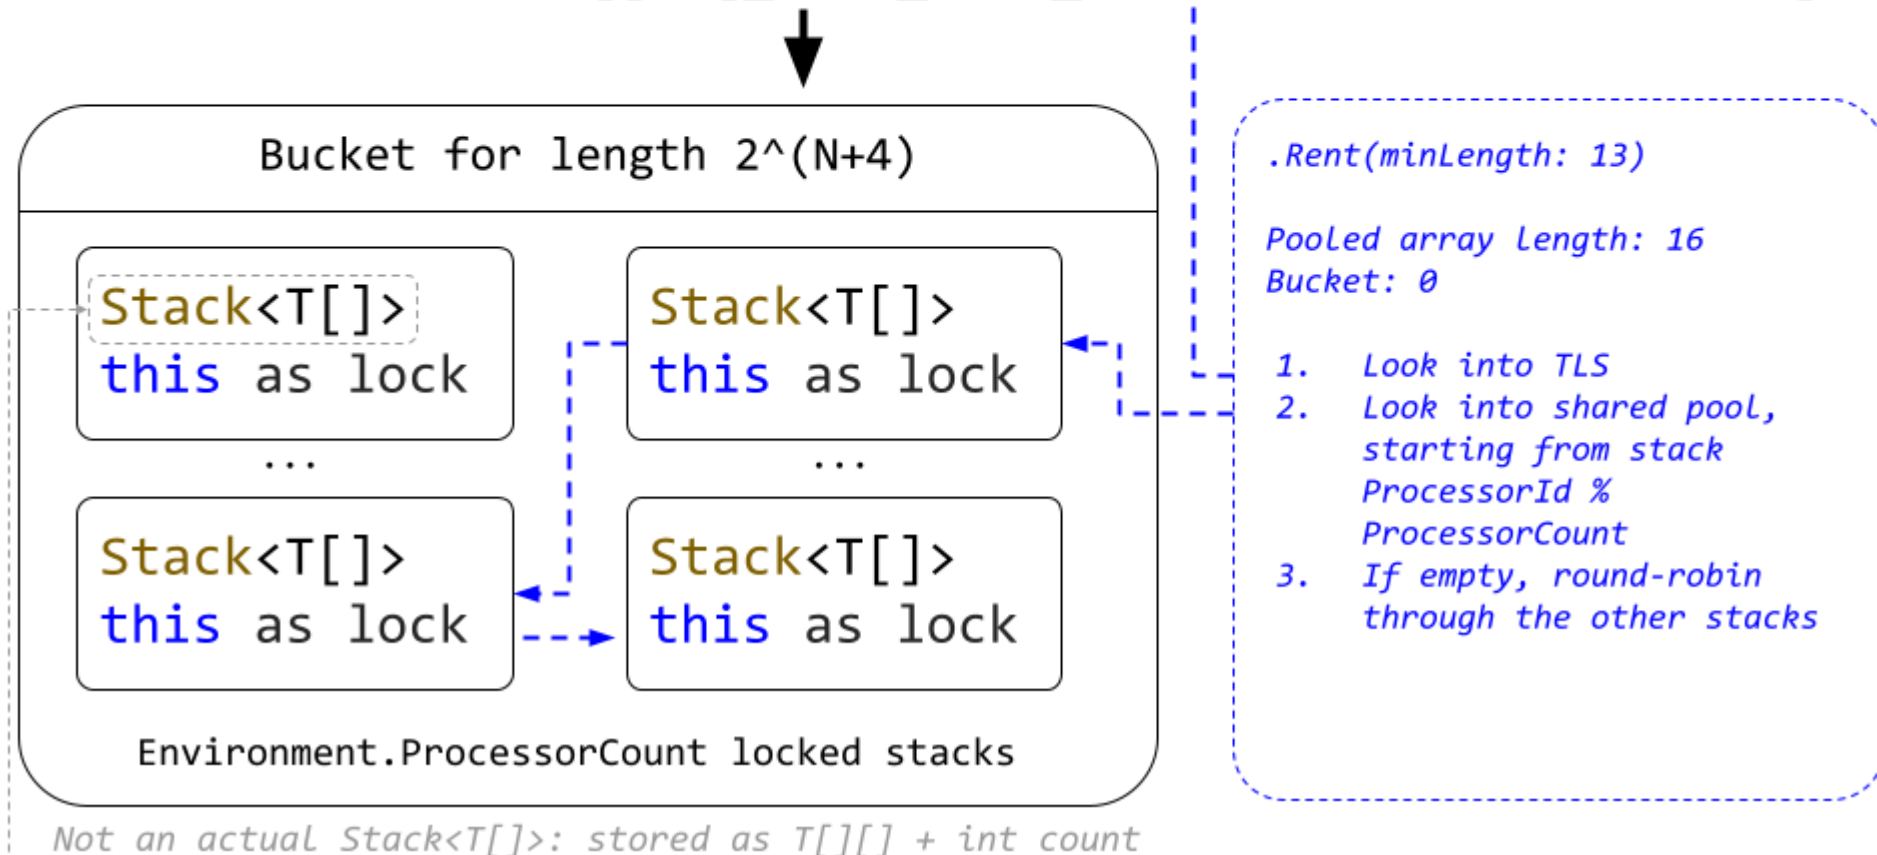 Bucket for length 2^(N+4)
Stack<T[]>
this as lock
Stack<T[]>
this as lock
...
...
Stack<T[]>
this as lock
Stack<T[]>
this as lock
Environment.ProcessorCount locked stacks
Not an actual Stack<T[]>: stored as T[][] + int count
.Rent(minLength: 13)
Pooled array length: 16
Bucket: 0
1. Look into TLS
2. Look into shared pool,
starting from stack
ProcessorId %
ProcessorCount
3. If empty, round-robin
through the other stacks